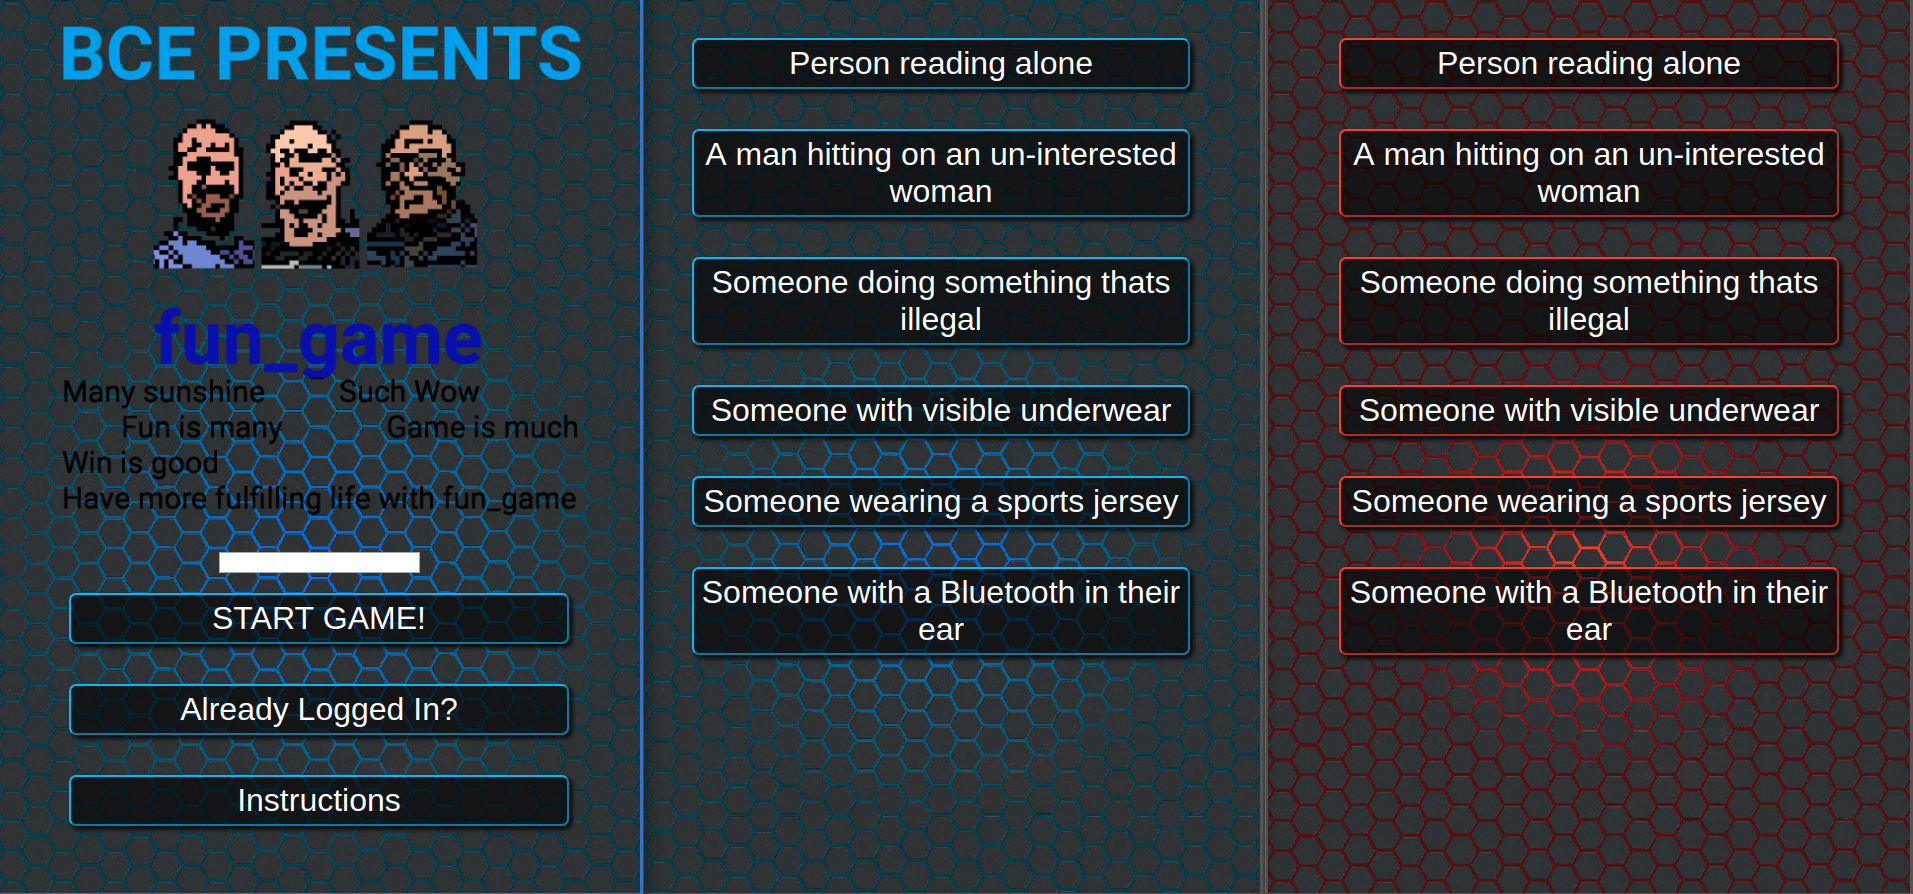 BCE PRESENTS
fun_game
Many sunshine Such Wow
Fun is many Game is much
Win is good
Have more fulfilling life with fun_game
START GAME!
Already Logged In?
Instructions
Person reading alone
A man hitting on an un-interested
woman
Someone doing something thats
illegal
Someone with visible underwear
Someone wearing a sports jersey
Someone with a Bluetooth in their
ear
Person reading alone
A man hitting on an un-interested
woman
Someone doing something thats
illegal
Someone with visible underwear
Someone wearing a sports jersey
Someone with a Bluetooth in their
ear